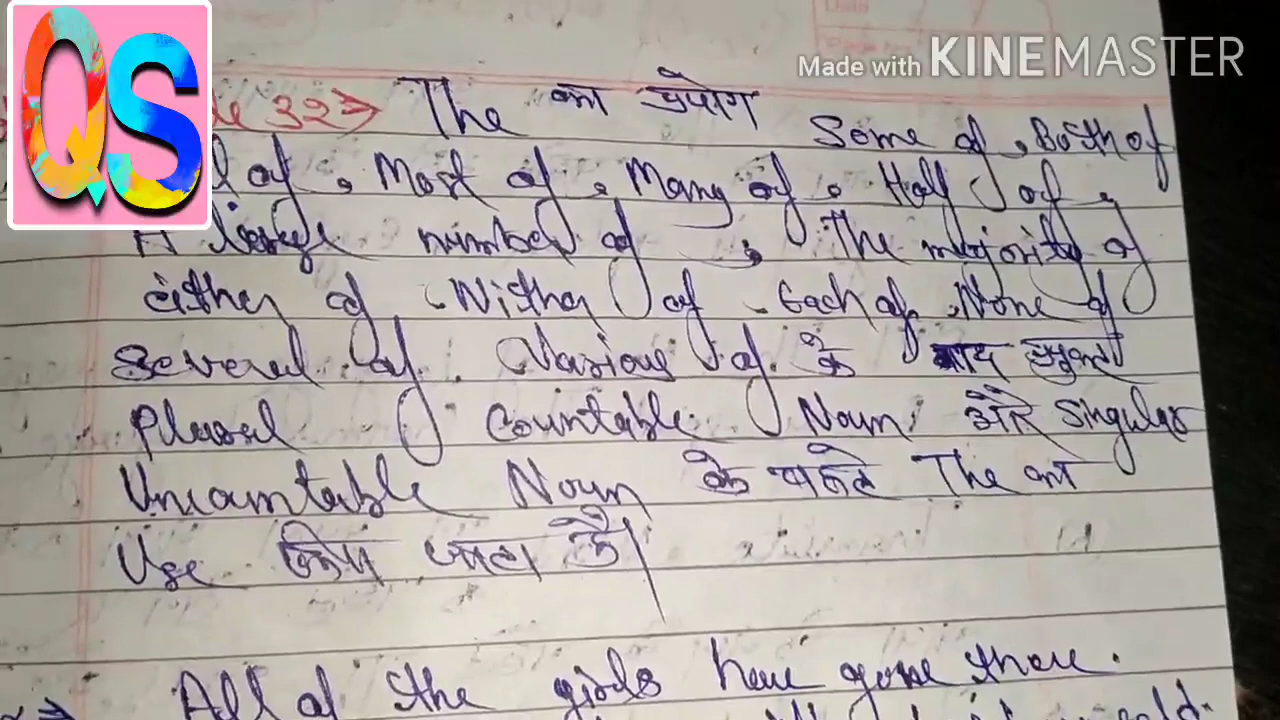 Made with KINEMASTER
QS
32⇒ The का प्रयोग Some of, Both of
of, Most of, Many of, Half of,
A large number of, The majority of
either of, Nither of, Each of, None of
Several of, Various of के साथ प्रयुक्त
Plural Countable Noun और Singular
Uncountable Noun के पहले The का
Use किया जाता है।
All of the girls have gone there.